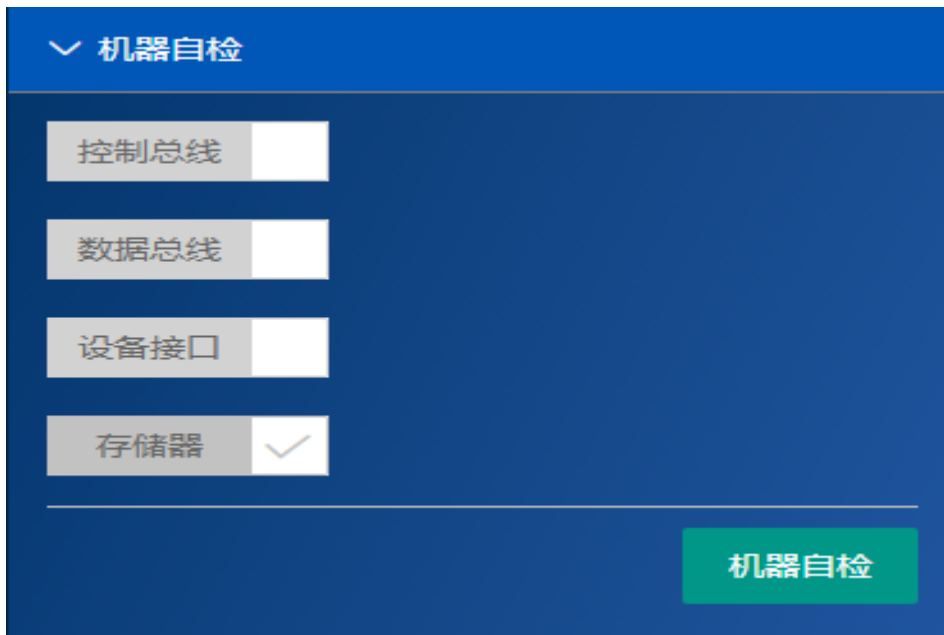 机器自检
控制总线
数据总线
设备接口
存储器
机器自检